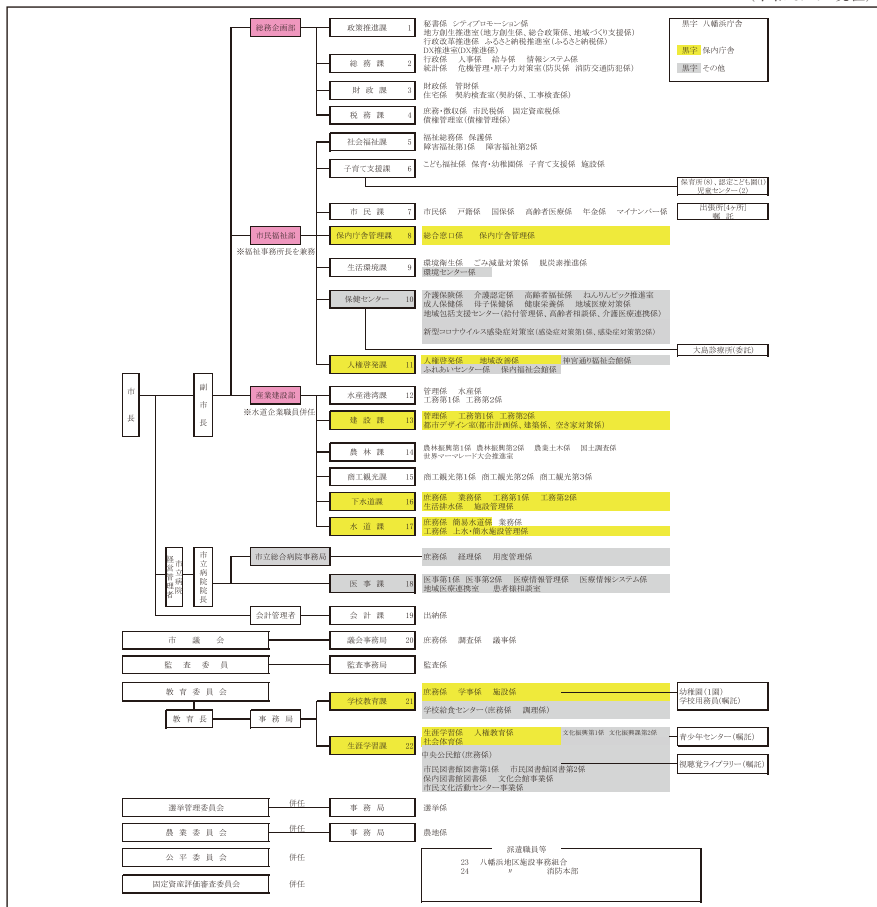 総務企画部
政策推進課 1
秘書係 シティプロモーション係
地方創生推進室(地方創生係、総合政策係、地域づくり支援係)
行政改革推進係 ふるさと納税推進室(ふるさと納税係)
DX推進室(DX推進係)
黒字 八幡浜庁舎
黒字 保内庁舎
黒字 その他
総務課 2
行政係 人事係 給与係 情報システム係
統計係 危機管理・原子力対策室(防災係 消防交通防犯係)
財政課 3
財政係 管財係
住宅係 契約検査室(契約係、工事検査係)
税務課 4
庶務・徴収係 市民税係 固定資産税係
債権管理室(債権管理係)
社会福祉課 5
福祉総務係 保護係
障害福祉第1係 障害福祉第2係
子育て支援課 6
こども福祉係 保育・幼稚園係 子育て支援係 施設係
保育所(8)、認定こども園(1)
児童センター(2)
市民課 7
市民係 戸籍係 国保係 高齢者医療係 年金係 マイナンバー係
出張所[4ヶ所]
嘱託
市民福祉部
※福祉事務所長を兼務
保内庁舎管理課 8
総合窓口係 保内庁舎管理係
生活環境課 9
環境衛生係 ごみ減量対策係 脱炭素推進係
環境センター係
保健センター 10
介護保険係 介護認定係 高齢者福祉係 ねんりんピック推進室
成人保健係 母子保健係 健康栄養係 地域医療対策係
地域包括支援センター(給付管理係、高齢者相談係、介護医療連携係)
新型コロナウイルス感染症対策室(感染症対策第1係、感染症対策第2係)
大島診療所(委託)
人権啓発課 11
人権啓発係 地域改善係 神宮通り福祉会館係
ふれあいセンター係 保内福祉会館係
市長
副市長
産業建設部
※水道企業職員併任
水産港湾課 12
管理係 水産係
工務第1係 工務第2係
建設課 13
管理係 工務第1係 工務第2係
都市デザイン室(都市計画係、建築係、空き家対策係)
農林課 14
農林振興第1係 農林振興第2係 農業土木係 国土調査係
世界マーマレード大会推進室
商工観光課 15
商工観光第1係 商工観光第2係 商工観光第3係
下水道課 16
庶務係 業務係 工務第1係 工務第2係
生活排水係 施設管理係
水道課 17
庶務係 簡易水道係 業務係
工務係 上水・簡水施設管理係
市立病院経営管理者
市立病院院長
市立総合病院事務局
庶務係 経理係 用度管理係
医事課 18
医事第1係 医事第2係 医療情報管理係 医療情報システム係
地域医療連携室 患者様相談室
会計管理者
会計課 19
出納係
市議会
議会事務局 20
庶務係 調査係 議事係
監査委員
監査事務局
監査係
教育委員会
教育長
事務局
学校教育課 21
庶務係 学事係 施設係
学校給食センター(庶務係 調理係)
幼稚園(1園)
学校用務員(嘱託)
生涯学習課 22
生涯学習係 人権教育係 文化振興第1係 文化振興課第2係
社会体育係
中央公民館(庶務係)
市民図書館図書第1係 市民図書館図書第2係
保内図書館図書係 文化会館事業係
市民文化活動センター事業係
青少年センター(嘱託)
視聴覚ライブラリー(嘱託)
選挙管理委員会 併任 事務局 選挙係
農業委員会 併任 事務局 農地係
公平委員会 併任
固定資産評価審査委員会 併任
派遣職員等
23 八幡浜地区施設事務組合
24 〃 消防本部